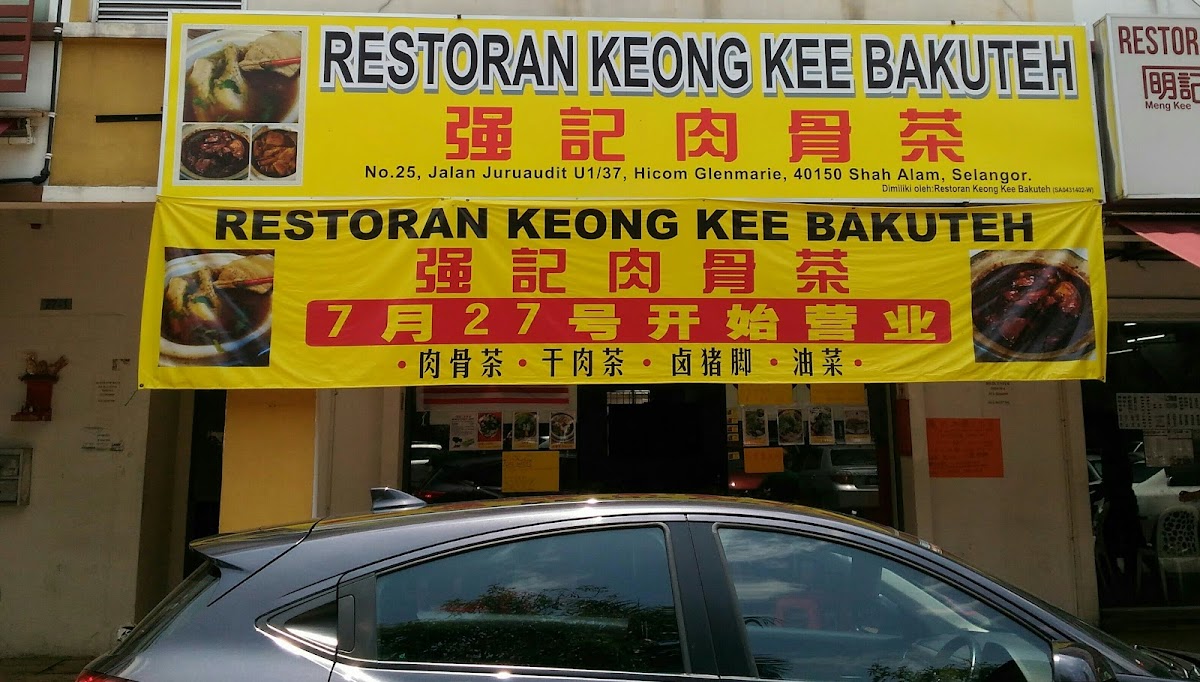 RESTORAN KEONG KEE BAKUTEH
强記肉骨茶
No.25, Jalan Juruaudit U1/37, Hicom Glenmarie, 40150 Shah Alam, Selangor.
Dimiliki oleh:Restoran Keong Kee Bakuteh (SA0431402-W)
RESTORAN KEONG KEE BAKUTEH
强記肉骨茶
7月27号开始营业
·肉骨茶·干肉茶·卤猪脚·油菜·
RESTOR
明記
Meng Kee